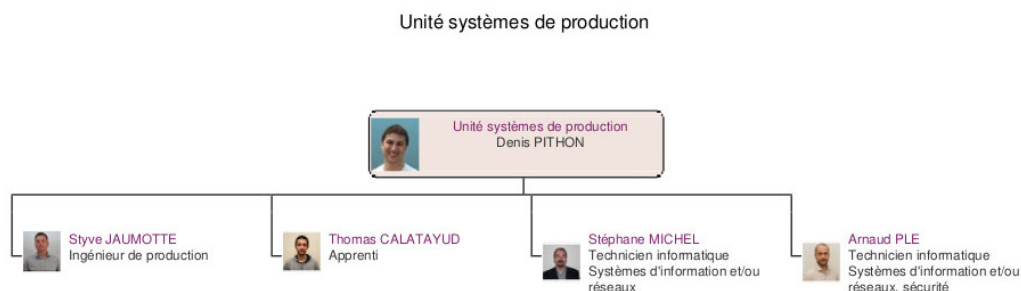 Unité systèmes de production
Unité systèmes de production
Denis PITHON
Styve JAUMOTTE
Ingénieur de production
Thomas CALATAYUD
Apprenti
Stéphane MICHEL
Technicien informatique
Systèmes d'information et/ou
réseaux
Arnaud PLE
Technicien informatique
Systèmes d'information et/ou
réseaux, sécurité